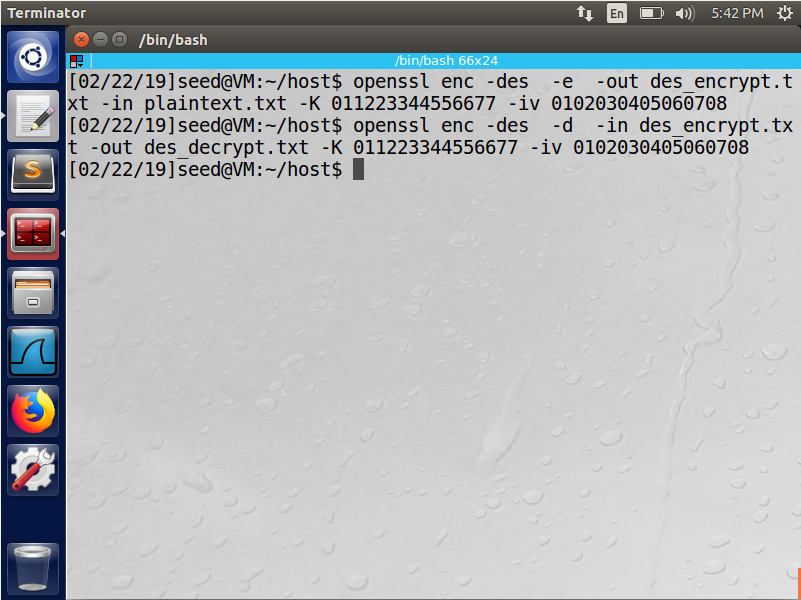 Terminator
En
5:42 PM
/bin/bash
/bin/bash 66x24
[02/22/19]seed@VM:~/host$ openssl enc -des  -e  -out des_encrypt.t
xt -in plaintext.txt -K 011223344556677 -iv 0102030405060708
[02/22/19]seed@VM:~/host$ openssl enc -des  -d  -in des_encrypt.tx
t -out des_decrypt.txt -K 011223344556677 -iv 0102030405060708
[02/22/19]seed@VM:~/host$